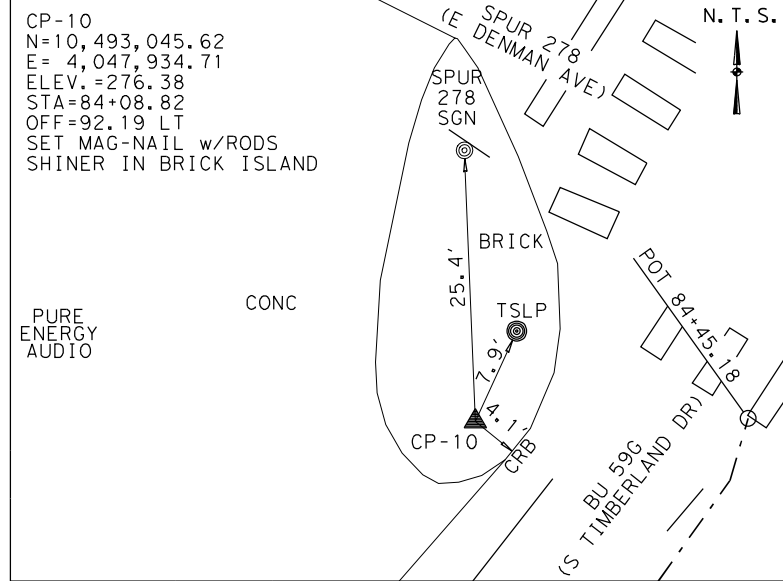 CP-10
N=10,493,045.62
E= 4,047,934.71
ELEV.=276.38
STA=84+08.82
OFF=92.19 LT
SET MAG-NAIL w/RODS
SHINER IN BRICK ISLAND
SPUR 278
(E DENMAN AVE)
N.T.S.
SPUR
278
SGN
BRICK
25.4'
TSLP
7.9'
4.1'
CP-10
CRB
CONC
PURE
ENERGY
AUDIO
POT 84+45.18
BU 59G
(S TIMBERLAND DR)